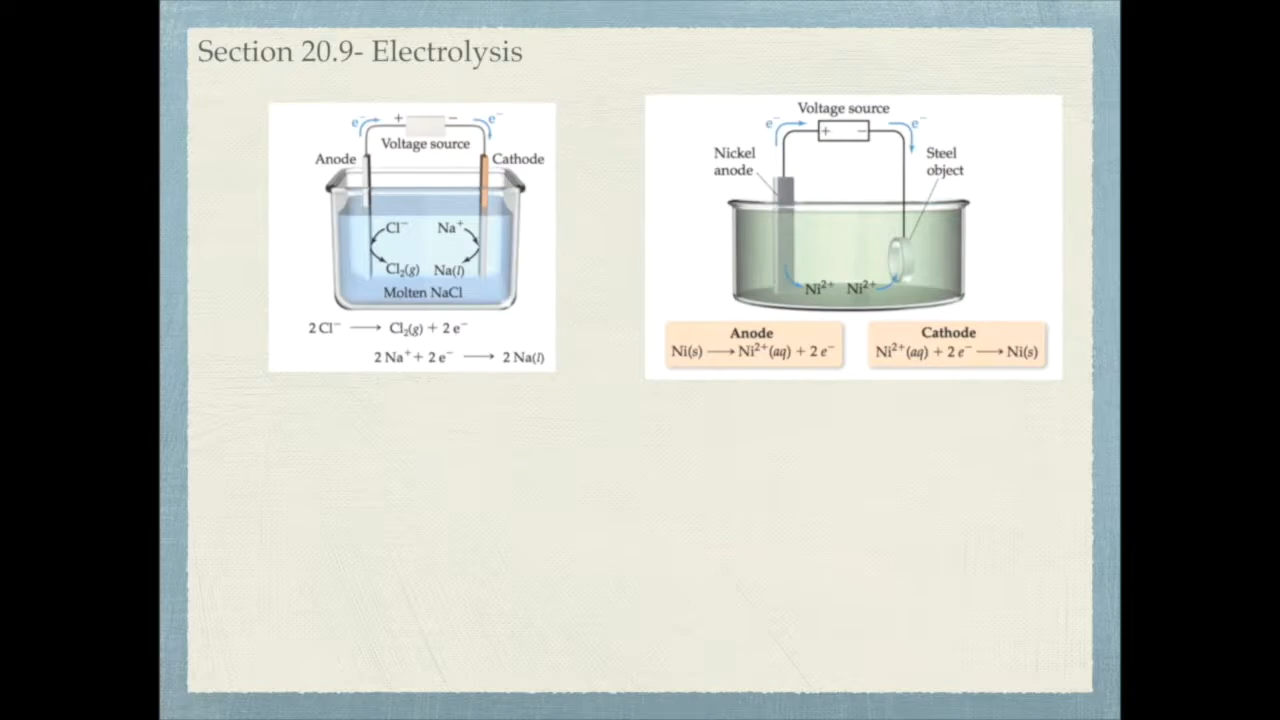 Section 20.9- Electrolysis
e⁻ + − e⁻
Voltage source
Anode
Cathode
Cl⁻ Na⁺
Cl₂(g) Na(l)
Molten NaCl
2 Cl⁻ ⟶ Cl₂(g) + 2 e⁻
2 Na⁺ + 2 e⁻ ⟶ 2 Na(l)
Voltage source
e⁻ + − e⁻
Nickel
anode
Steel
object
Ni²⁺ Ni²⁺
Anode
Ni(s) ⟶ Ni²⁺(aq) + 2 e⁻
Cathode
Ni²⁺(aq) + 2 e⁻ ⟶ Ni(s)